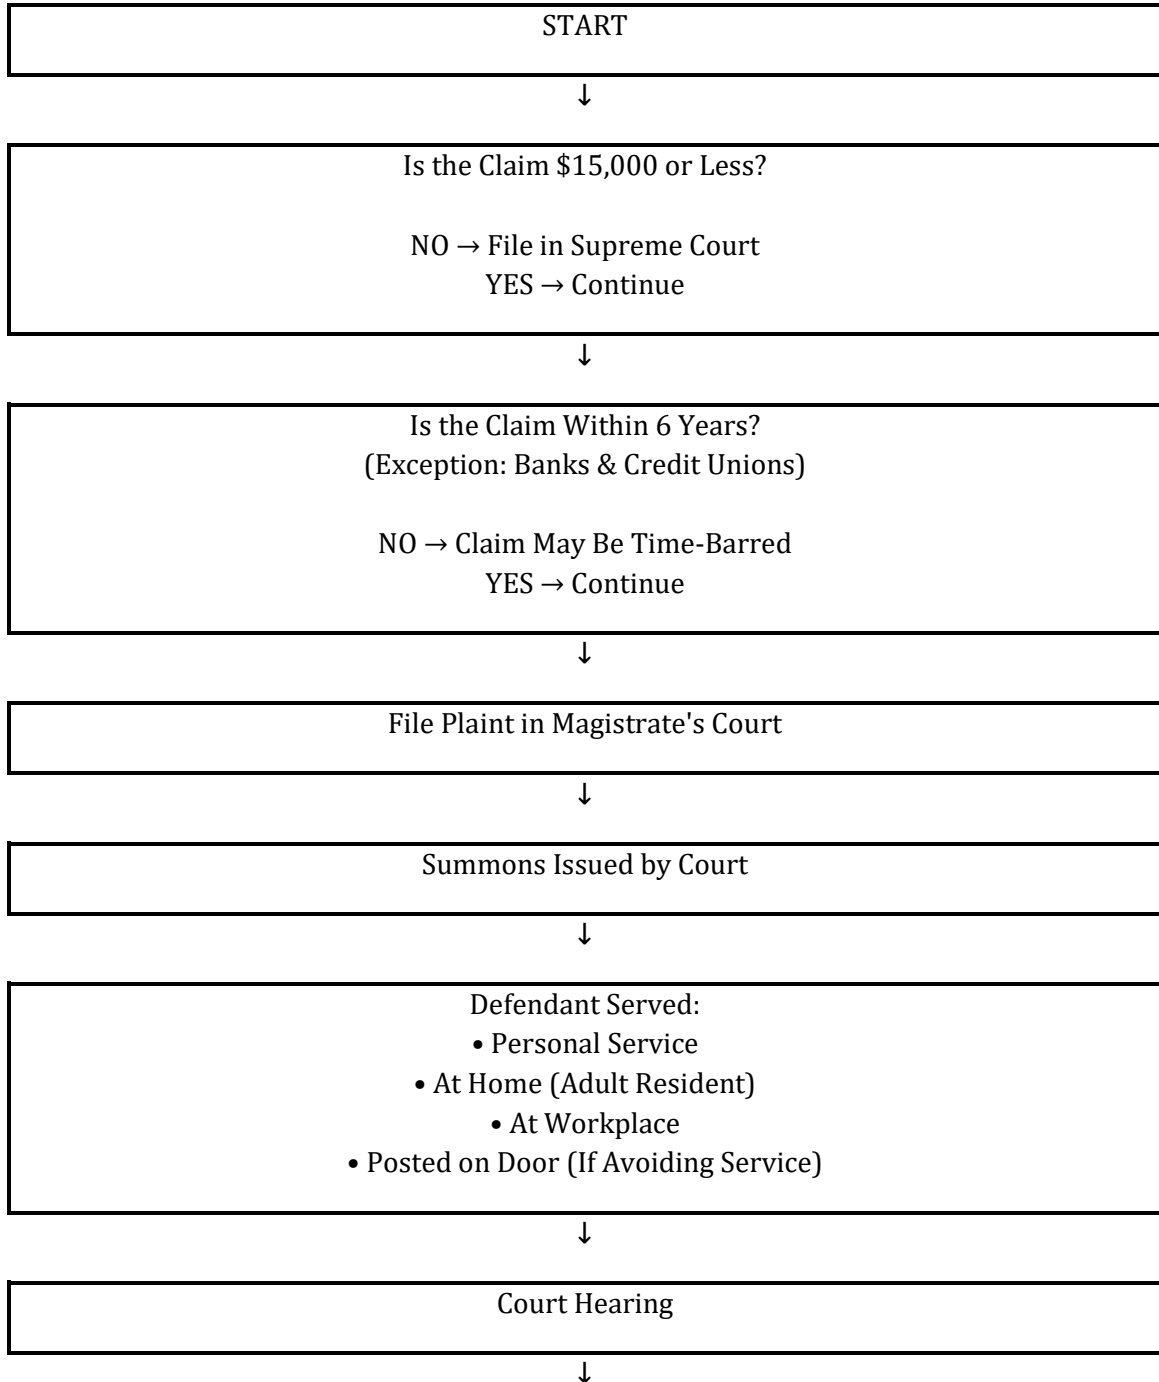 START
↓
Is the Claim $15,000 or Less?
NO → File in Supreme Court
YES → Continue
↓
Is the Claim Within 6 Years?
(Exception: Banks & Credit Unions)
NO → Claim May Be Time-Barred
YES → Continue
↓
File Plaint in Magistrate's Court
↓
Summons Issued by Court
↓
Defendant Served:
• Personal Service
• At Home (Adult Resident)
• At Workplace
• Posted on Door (If Avoiding Service)
↓
Court Hearing
↓